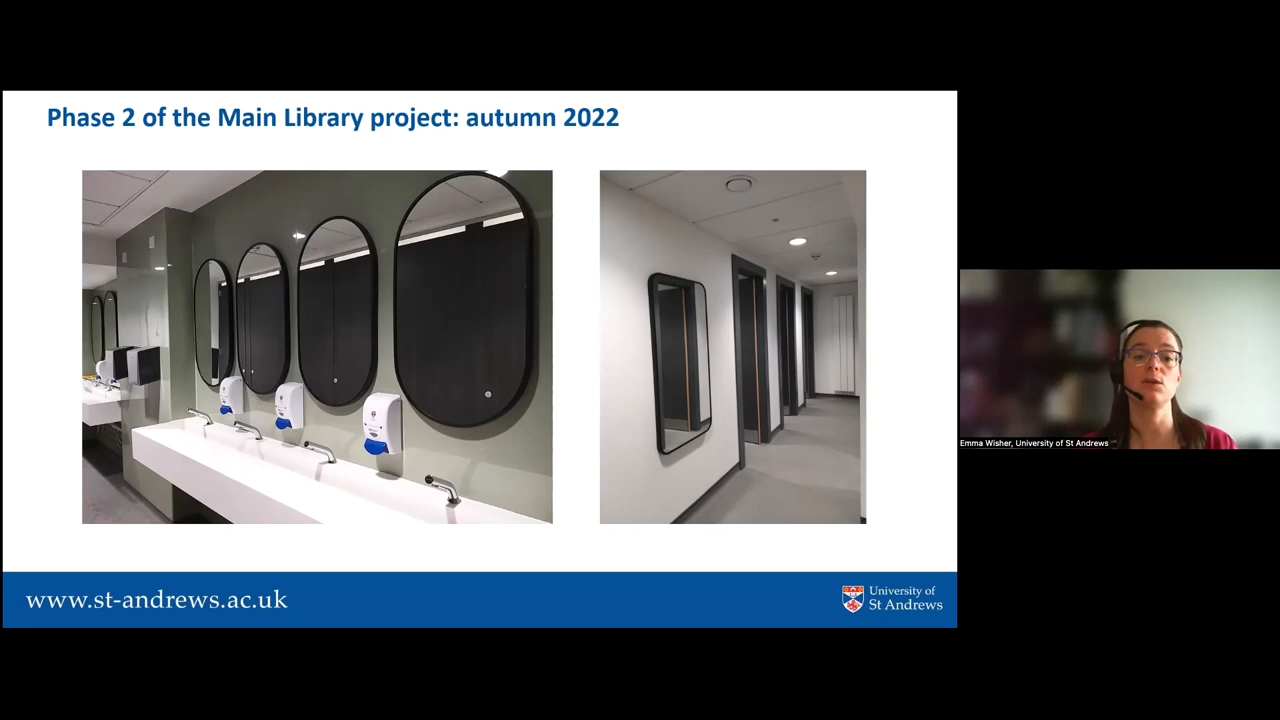 Phase 2 of the Main Library project: autumn 2022
Emma Wisher, University of St Andrews
www.st-andrews.ac.uk
University of
St Andrews